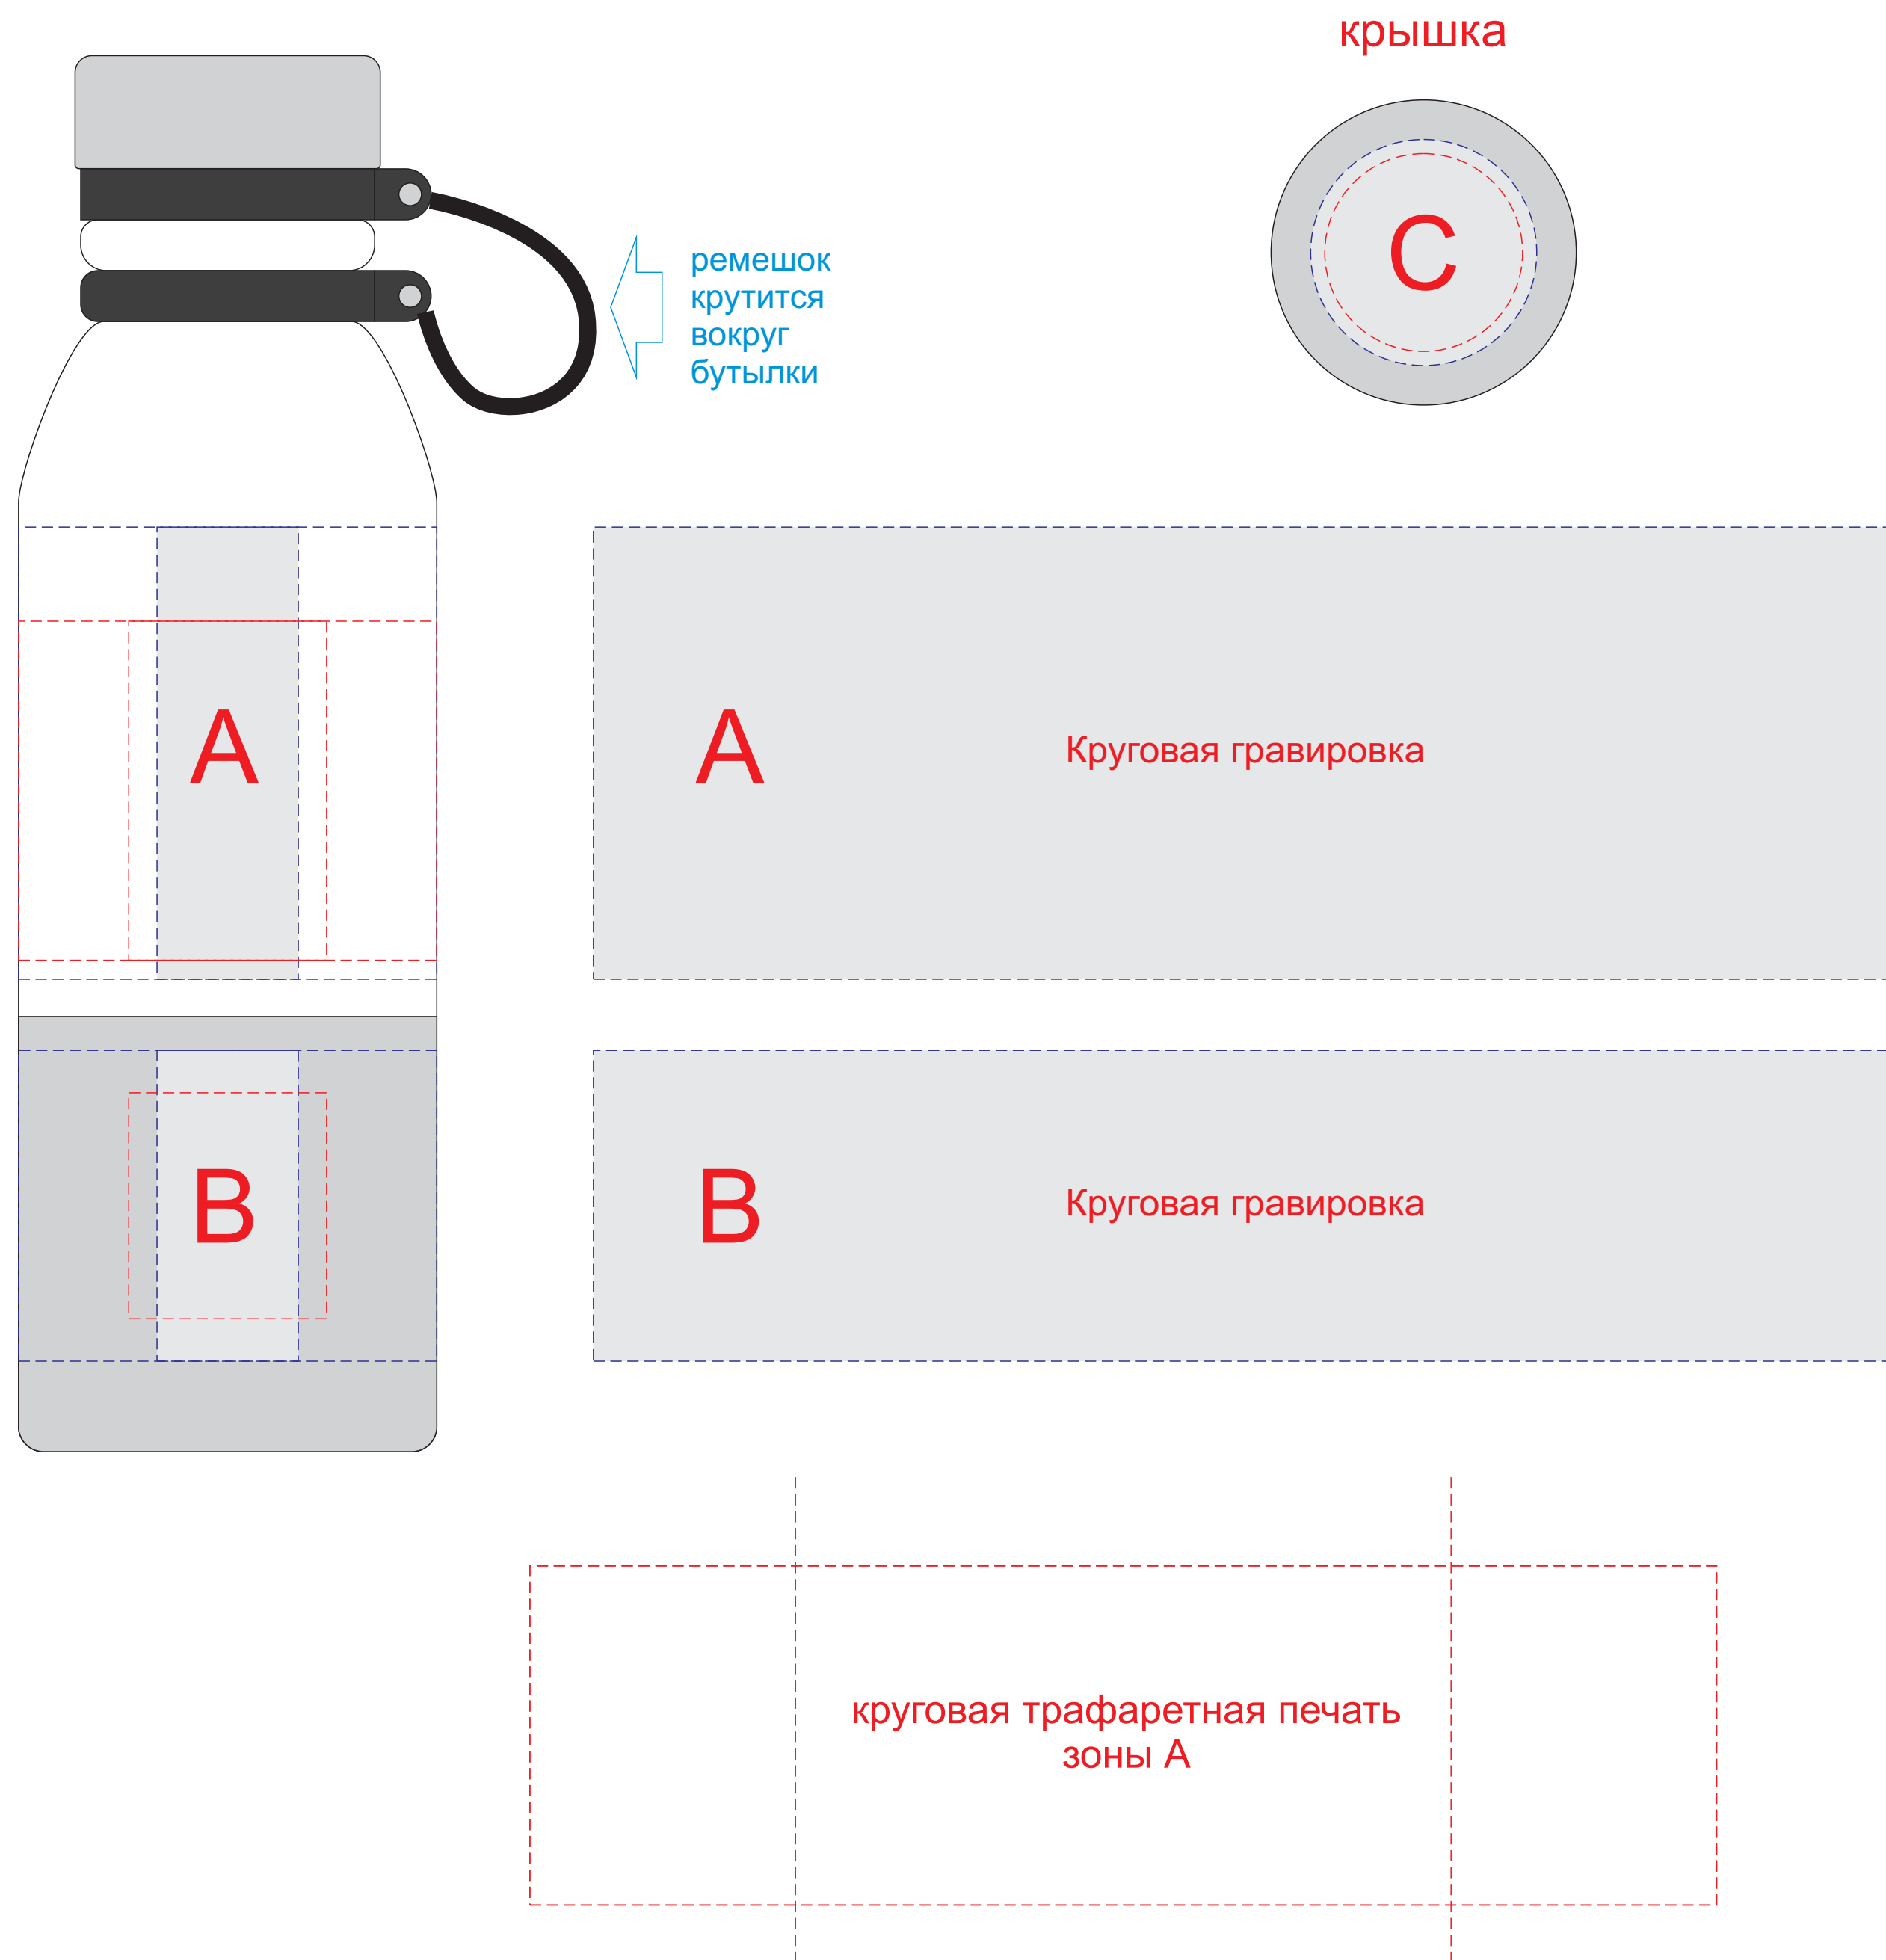 крышка
C
ремешок
крутится
вокруг
бутылки
A
A
Круговая гравировка
B
B
Круговая гравировка
круговая трафаретная печать
зоны А